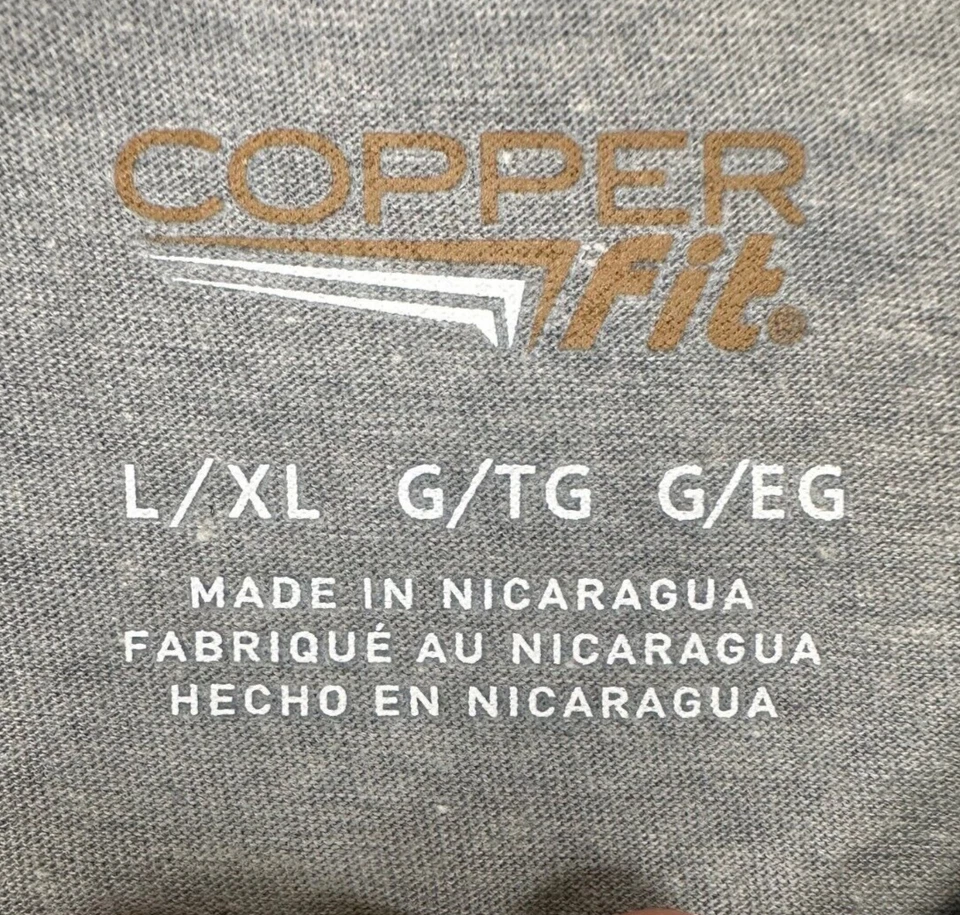 COPPER
fit®
L/XL G/TG G/EG
MADE IN NICARAGUA
FABRIQUÉ AU NICARAGUA
HECHO EN NICARAGUA